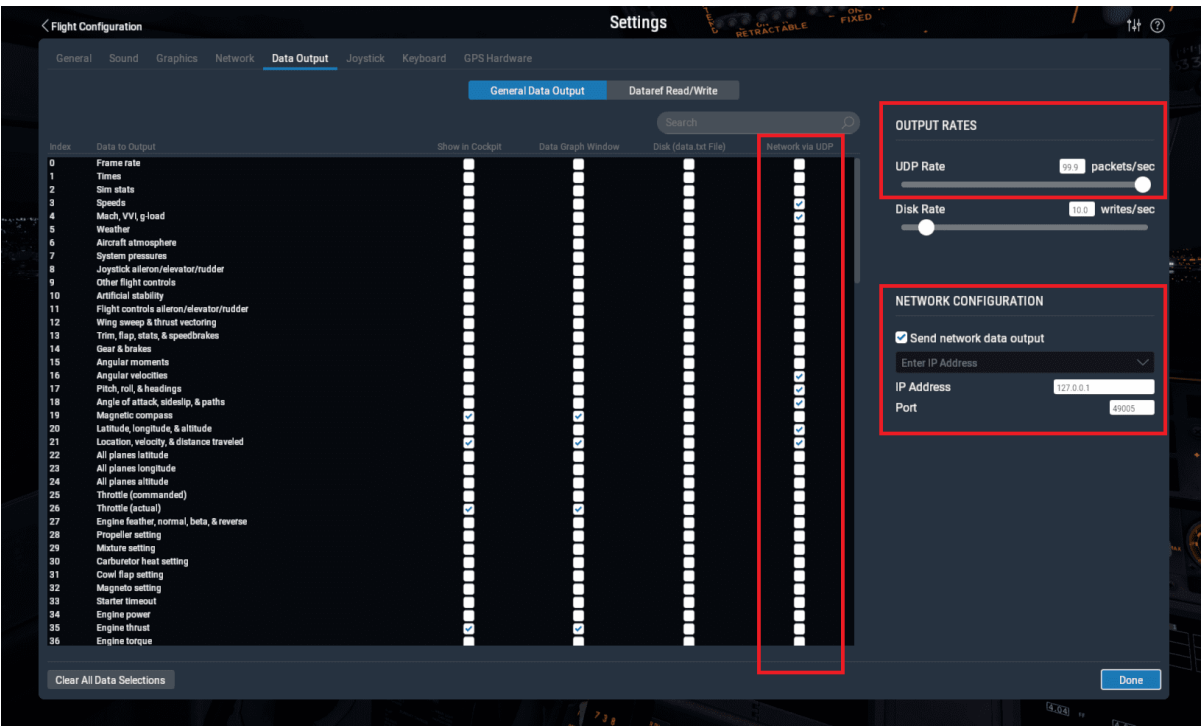 Flight Configuration
Settings
RETRACTABLE
ON
FIXED
General Sound Graphics Network Data Output Joystick Keyboard GPS Hardware
General Data Output Dataref Read/Write
Search
Index Data to Output Show in Cockpit Data Graph Window Disk (data.txt File) Network via UDP
0 Frame rate
1 Times
2 Sim stats
3 Speeds
4 Mach, VVI, g-load
5 Weather
6 Aircraft atmosphere
7 System pressures
8 Joystick aileron/elevator/rudder
9 Other flight controls
10 Artificial stability
11 Flight controls aileron/elevator/rudder
12 Wing sweep & thrust vectoring
13 Trim, flap, stats, & speedbrakes
14 Gear & brakes
15 Angular moments
16 Angular velocities
17 Pitch, roll, & headings
18 Angle of attack, sideslip, & paths
19 Magnetic compass
20 Latitude, longitude, & altitude
21 Location, velocity, & distance traveled
22 All planes latitude
23 All planes longitude
24 All planes altitude
25 Throttle (commanded)
26 Throttle (actual)
27 Engine feather, normal, beta, & reverse
28 Propeller setting
29 Mixture setting
30 Carburetor heat setting
31 Cowl flap setting
32 Magneto setting
33 Starter timeout
34 Engine power
35 Engine thrust
36 Engine torque
OUTPUT RATES
UDP Rate 99.9 packets/sec
Disk Rate 10.0 writes/sec
NETWORK CONFIGURATION
Send network data output
Enter IP Address
IP Address 127.0.0.1
Port 49005
Clear All Data Selections
Done